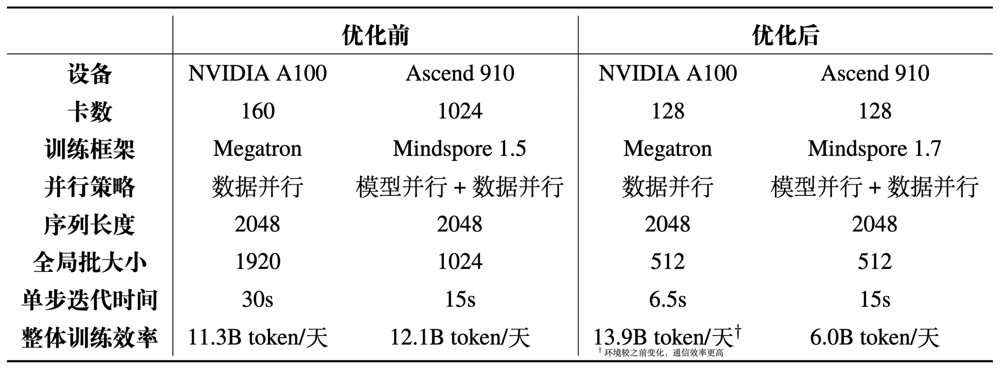 优化前 优化后
设备 NVIDIA A100 Ascend 910 NVIDIA A100 Ascend 910
卡数 160 1024 128 128
训练框架 Megatron Mindspore 1.5 Megatron Mindspore 1.7
并行策略 数据并行 模型并行 + 数据并行 数据并行 模型并行 + 数据并行
序列长度 2048 2048 2048 2048
全局批大小 1920 1024 512 512
单步迭代时间 30s 15s 6.5s 15s
整体训练效率 11.3B token/天 12.1B token/天 13.9B token/天† 6.0B token/天
† 环境较之前变化，通信效率更高